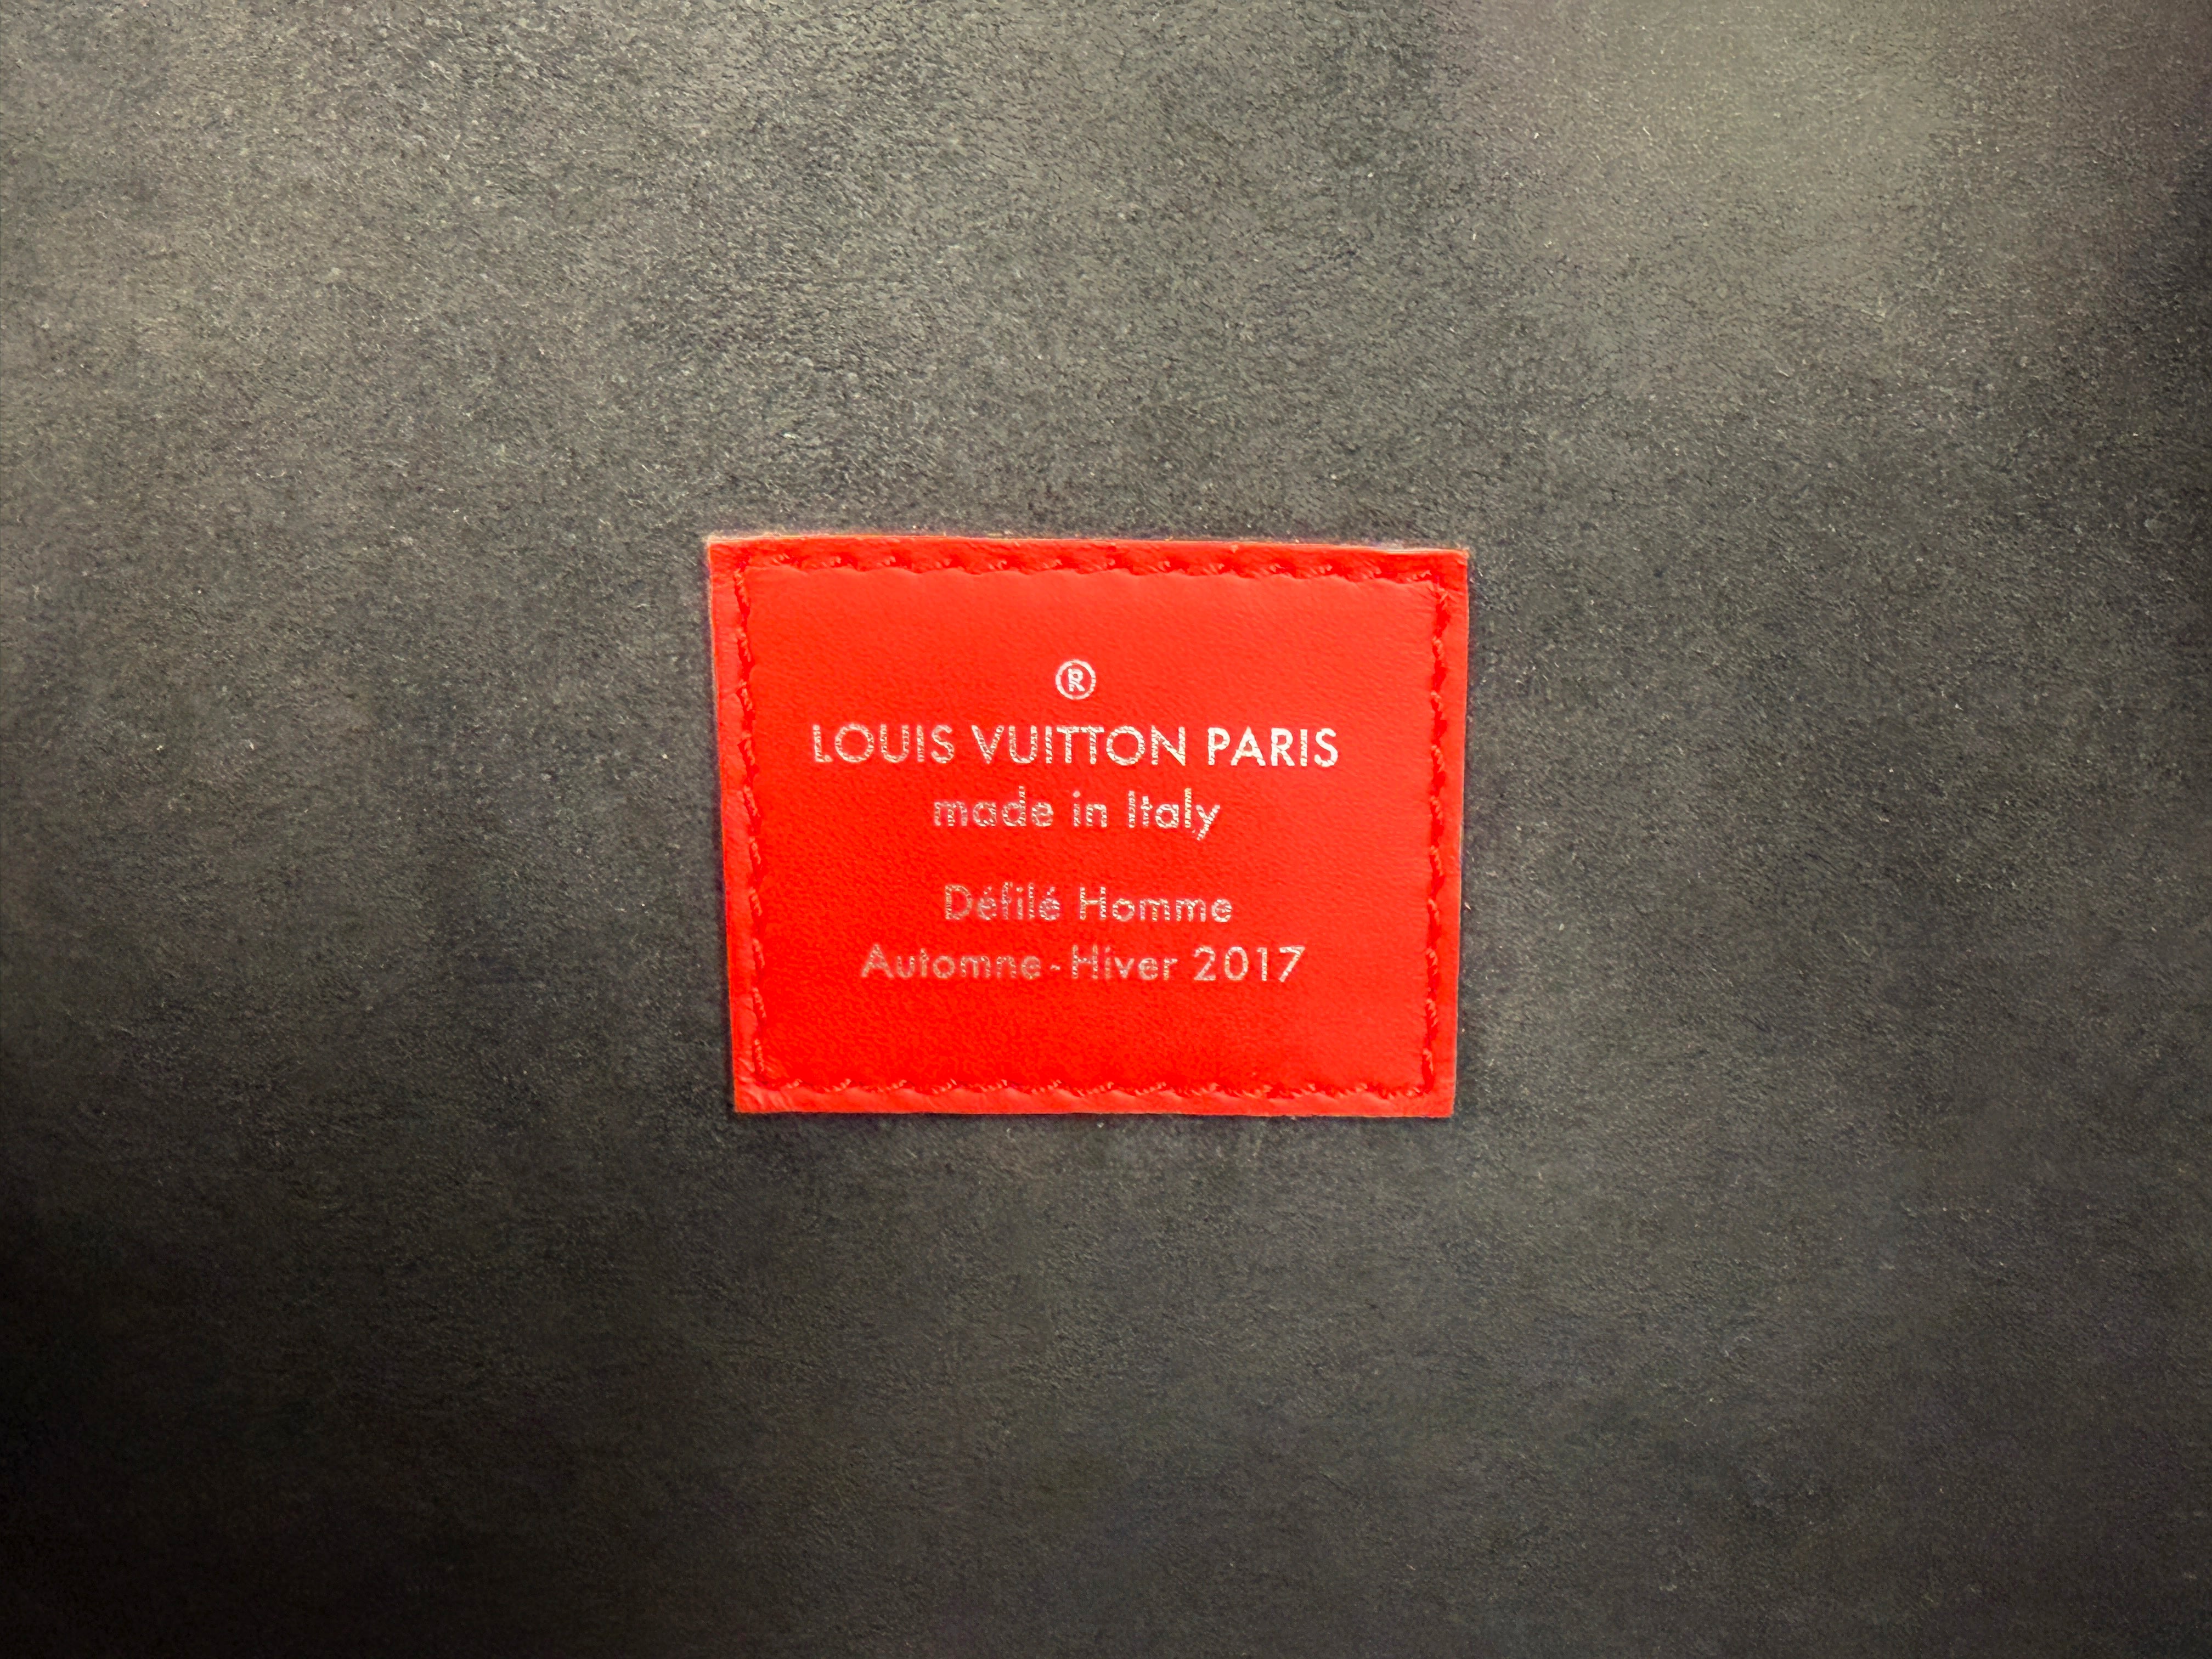 ®
LOUIS VUITTON PARIS
made in Italy
Défilé Homme
Automne-Hiver 2017